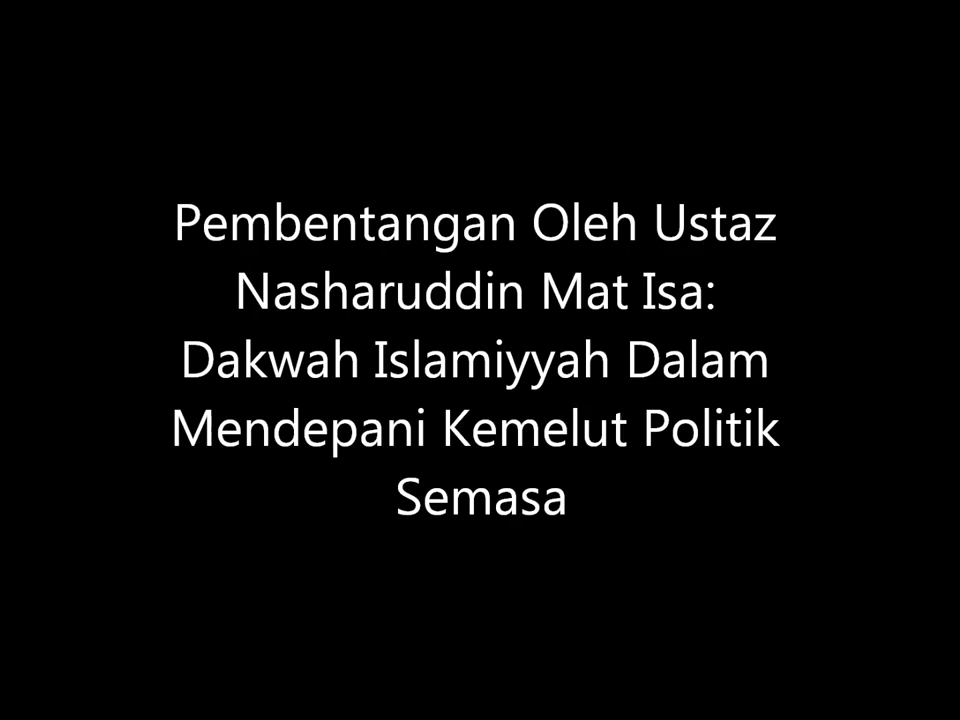 Pembentangan Oleh Ustaz
Nasharuddin Mat Isa:
Dakwah Islamiyyah Dalam
Mendepani Kemelut Politik
Semasa